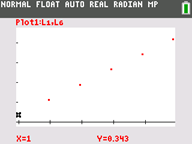 NORMAL FLOAT AUTO REAL RADIAN MP
Plot1:L1,L6
X=1 Y=0.343